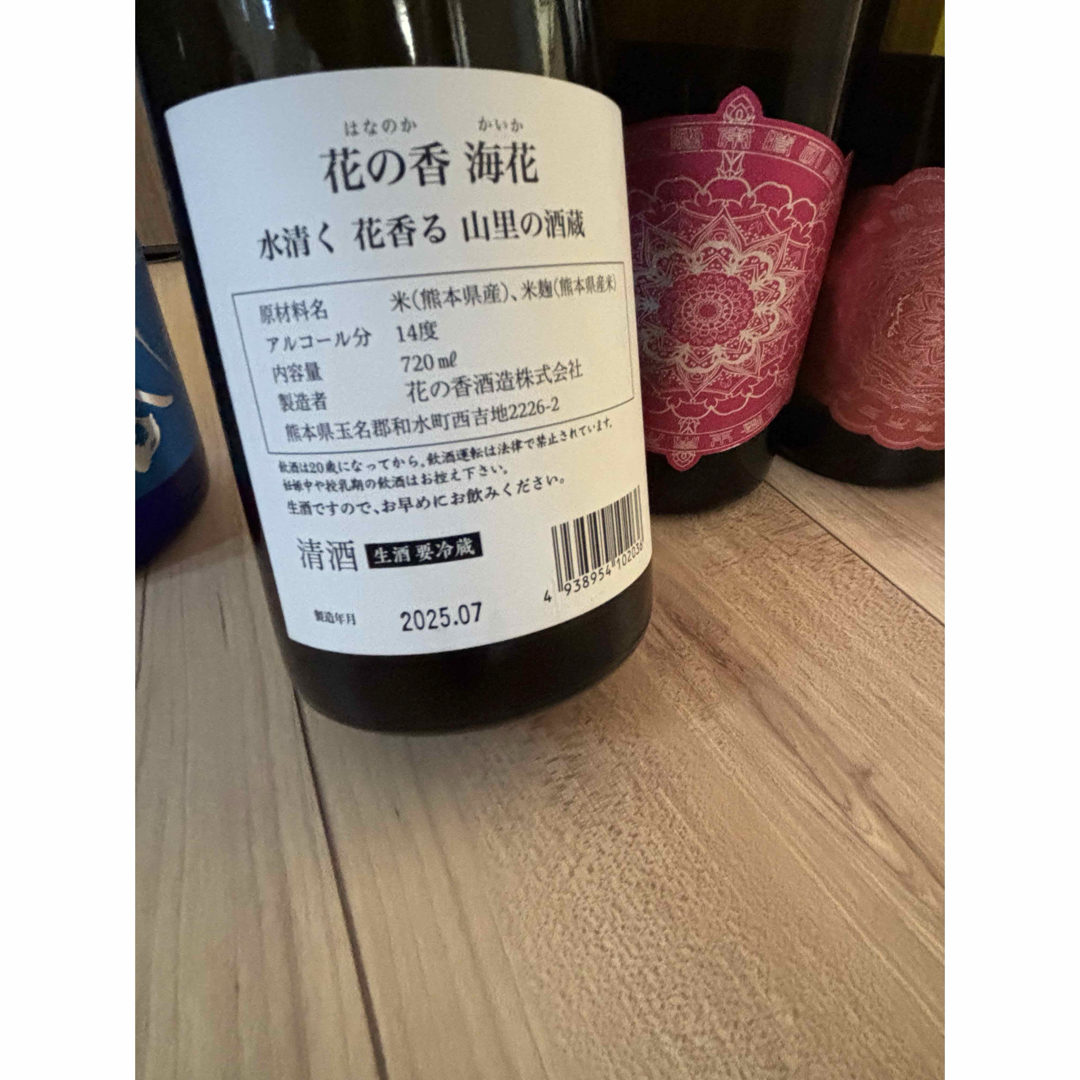 はなのか かいか
花の香 海花
水清く 花香る 山里の酒蔵
原材料名 米(熊本県産)、米麹(熊本県産米)
アルコール分 14度
内容量 720㎖
製造者 花の香酒造株式会社
熊本県玉名郡和水町西吉地2226-2
飲酒は20歳になってから。飲酒運転は法律で禁止されています。
妊娠中や授乳期の飲酒はお控え下さい。
生酒ですので、お早めにお飲みください。
清酒 生酒 要冷蔵
4 938954 102036
製造年月 2025.07